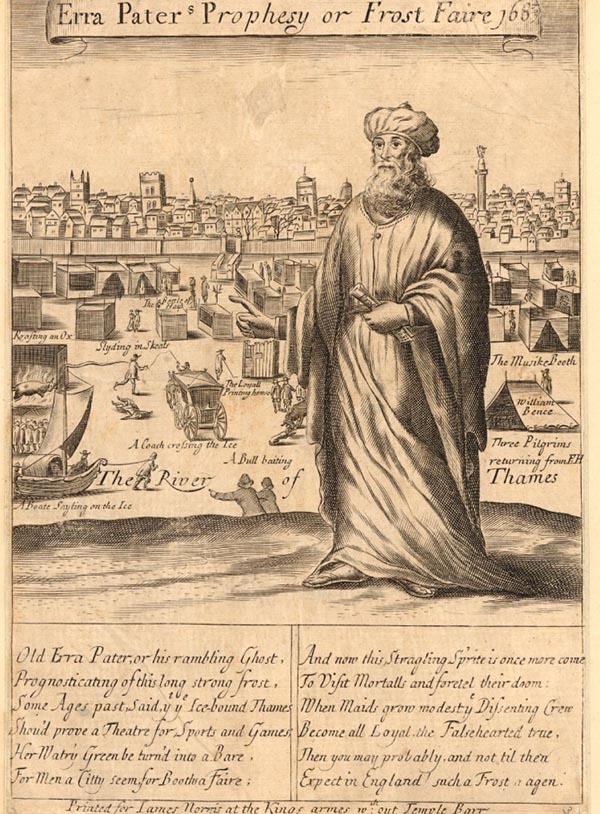 Erra Pater's Prophesy or Frost Faire 1683
Roasting an Ox
Slyding in Skeats
The Loyall
Printing
The Musike Booth
William
Bence
A Coach crossing the Ice
A Bull baiting
Three Pilgrims
returning from
The River of Thames
A Boate Sayling on the Ice
Old Erra Pater, or his rambling Ghost,
Prognosticating of this long strong frost,
Some Ages past, Said, yt ye Ice-bound Thames
Shou'd prove a Theatre for Sports and Games,
Her Watry Green be turn'd into a Bare,
For Men a Citty seem, for Booths a Faire;
And now this Stragling Sprite is once more come
To Visit Mortalls and foretel their doom:
When Maids grow modest, ye Dissenting Crew
Become all Loyal, the Falsehearted true,
Then you may probably, and not til then
Expect in England such a Frost agen.
Printed for Iames Norris at the Kings armes wthout Temple Barr